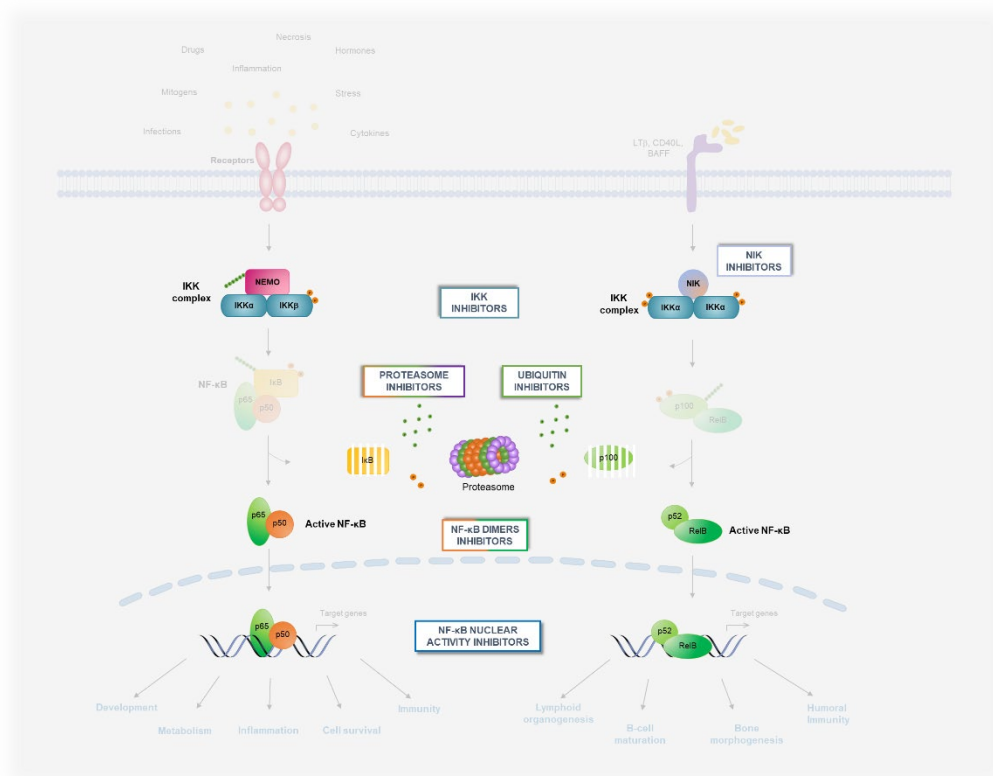 Necrosis
Drugs
Hormones
Inflammation
Mitogens
Stress
Infections
Cytokines
Receptors
LTβ, CD40L,
BAFF
NIK
INHIBITORS
IKK
complex
NEMO
IKKα
IKKβ
IKK
INHIBITORS
IKK
complex
NIK
IKKα
IKKα
NF-κB
IκB
p65
p50
PROTEASOME
INHIBITORS
UBIQUITIN
INHIBITORS
p100
RelB
IκB
Proteasome
p100
p65
p50
Active NF-κB
NF-κB DIMERS
INHIBITORS
p52
RelB
Active NF-κB
p65
p50
Target genes
NF-κB NUCLEAR
ACTIVITY INHIBITORS
p52
RelB
Target genes
Development
Metabolism
Inflammation
Cell survival
Immunity
Lymphoid
organogenesis
B-cell
maturation
Bone
morphogenesis
Humoral
Immunity